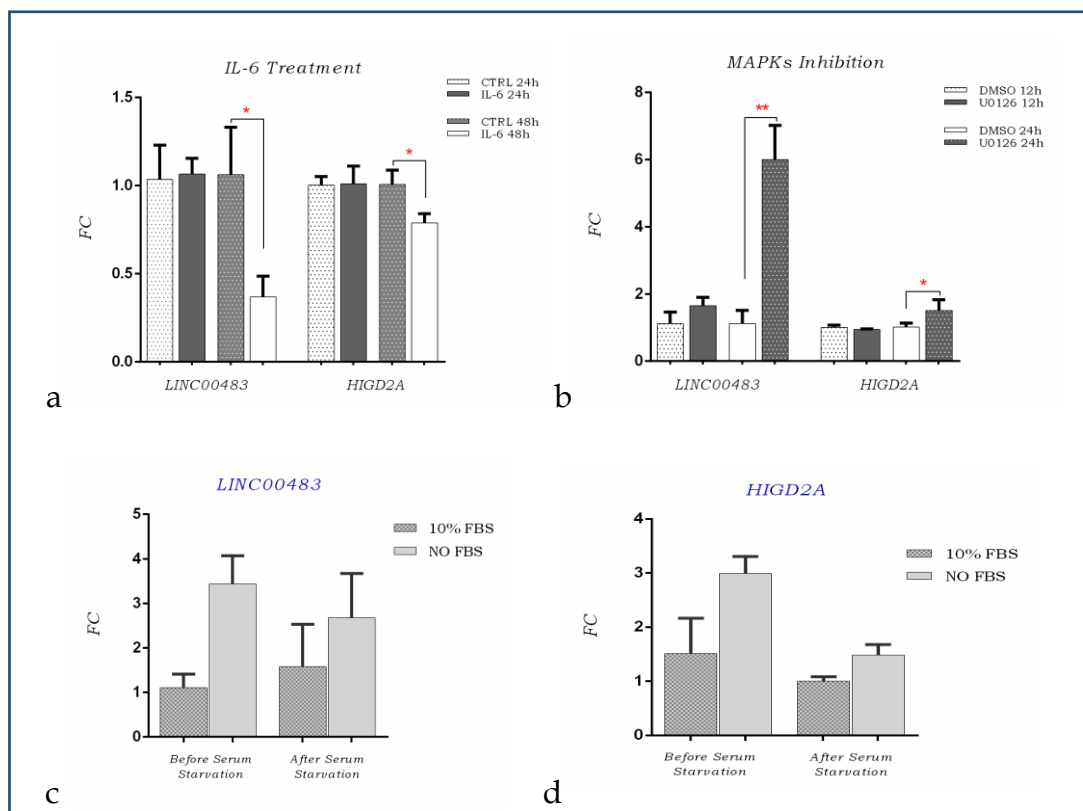 IL-6 Treatment
CTRL 24h
IL-6 24h
CTRL 48h
IL-6 48h
1.5
1.0
0.5
0.0
FC
*
*
LINC00483
HIGD2A
a
MAPKs Inhibition
DMSO 12h
U0126 12h
DMSO 24h
U0126 24h
8
6
4
2
0
FC
**
*
LINC00483
HIGD2A
b
LINC00483
10% FBS
NO FBS
5
4
3
2
1
0
FC
Before Serum
Starvation
After Serum
Starvation
c
HIGD2A
10% FBS
NO FBS
4
3
2
1
0
FC
Before Serum
Starvation
After Serum
Starvation
d